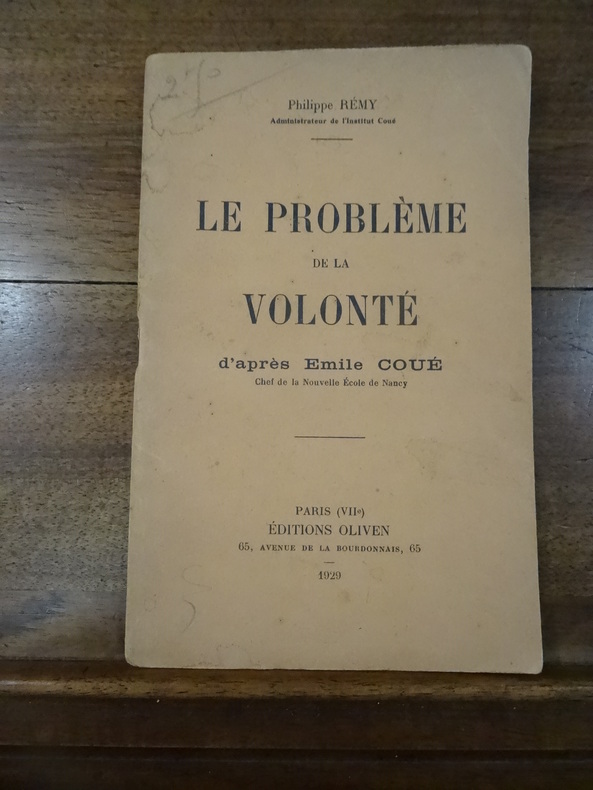 Philippe RÉMY
Administrateur de l'Institut Coué
LE PROBLÈME
DE LA
VOLONTÉ
d'après Emile COUÉ
Chef de la Nouvelle École de Nancy
PARIS (VIIe)
ÉDITIONS OLIVEN
65, AVENUE DE LA BOURDONNAIS, 65
1929